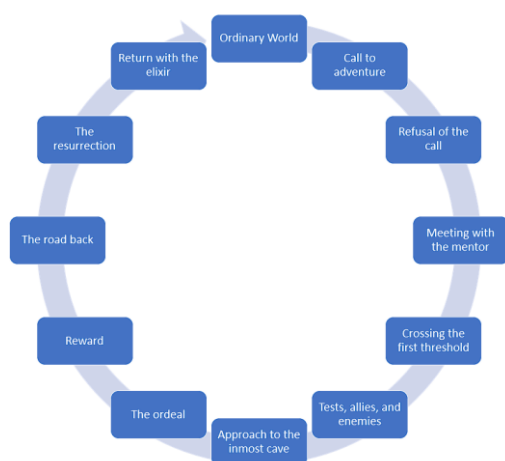 Ordinary World
Call to
adventure
Refusal of the
call
Meeting with
the mentor
Crossing the
first threshold
Tests, allies, and
enemies
Approach to the
inmost cave
The ordeal
Reward
The road back
The
resurrection
Return with the
elixir